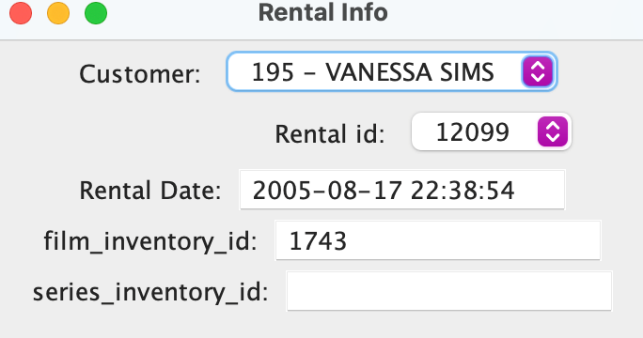 Rental Info
Customer: 195 – VANESSA SIMS
Rental id: 12099
Rental Date: 2005-08-17 22:38:54
film_inventory_id: 1743
series_inventory_id: